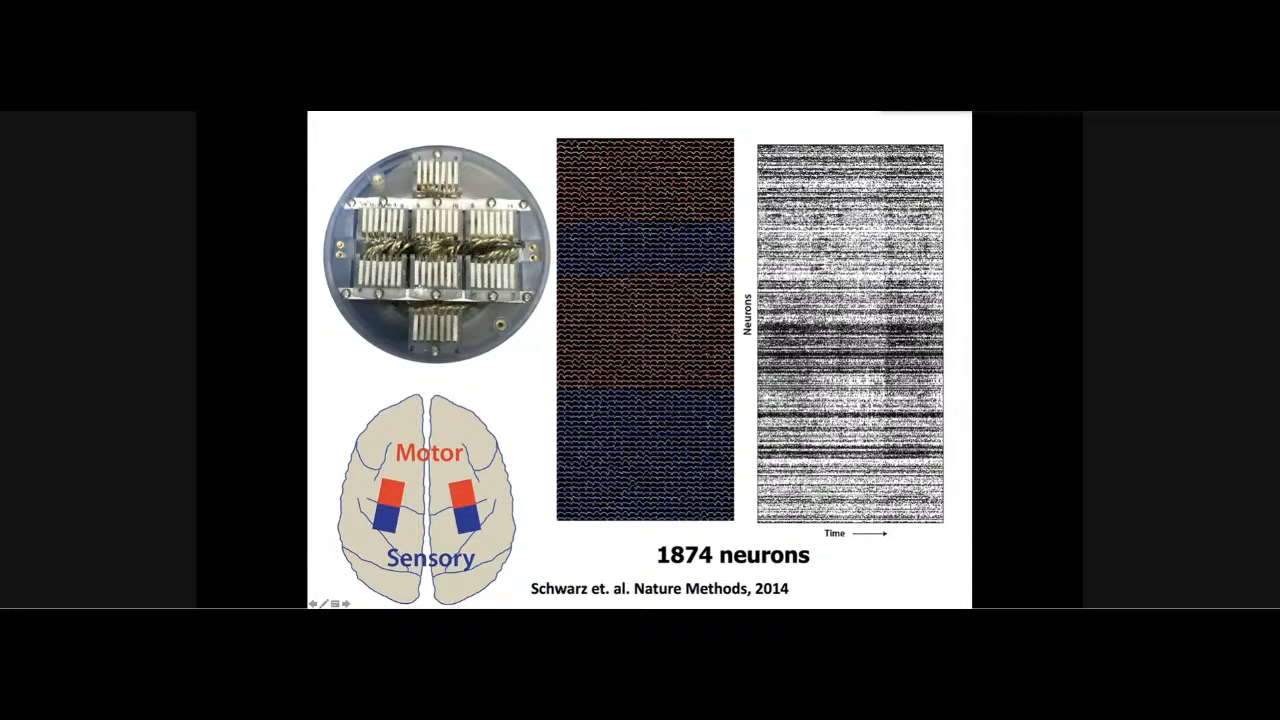 Motor
Sensory
Neurons
Time
1874 neurons
Schwarz et. al. Nature Methods, 2014